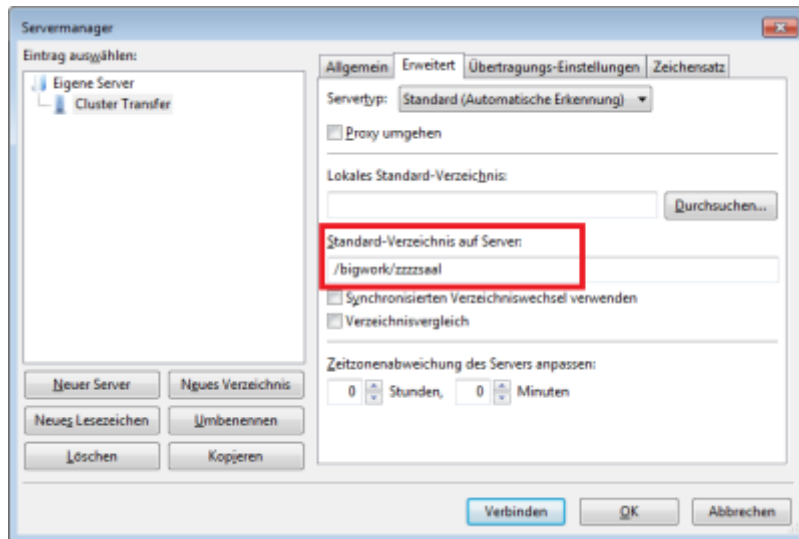 Servermanager
Eintrag auswählen:
Eigene Server
Cluster Transfer
Neuer Server
Neues Verzeichnis
Neues Lesezeichen
Umbenennen
Löschen
Kopieren
Allgemein Erweitert Übertragungs-Einstellungen Zeichensatz
Servertyp: Standard (Automatische Erkennung)
Proxy umgehen
Lokales Standard-Verzeichnis:
Durchsuchen...
Standard-Verzeichnis auf Server:
/bigwork/zzzzsaal
Synchronisierten Verzeichniswechsel verwenden
Verzeichnisvergleich
Zeitzonenabweichung des Servers anpassen:
0 Stunden, 0 Minuten
Verbinden OK Abbrechen